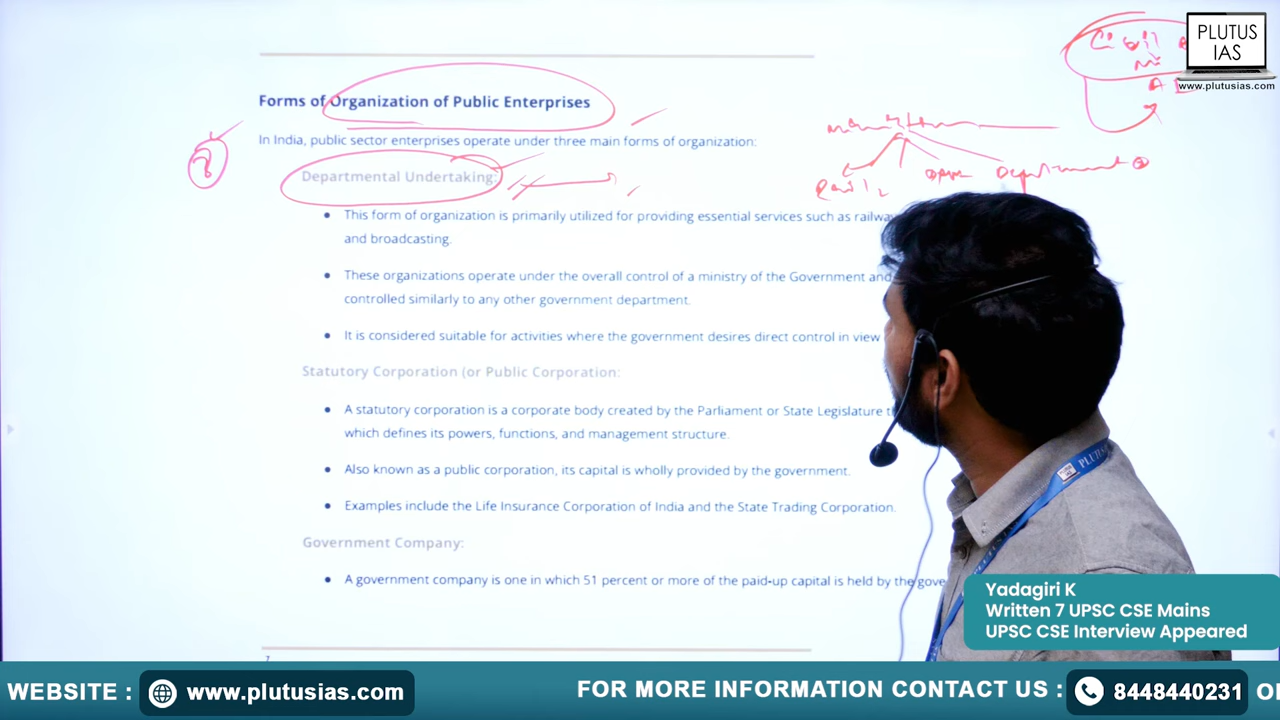 PLUTUS
IAS
www.plutusias.com
Forms of Organization of Public Enterprises
In India, public sector enterprises operate under three main forms of organization:
Departmental Undertaking:
• This form of organization is primarily utilized for providing essential services such as railway
and broadcasting.
• These organizations operate under the overall control of a ministry of the Government and
controlled similarly to any other government department.
• It is considered suitable for activities where the government desires direct control in view
Statutory Corporation (or Public Corporation:
• A statutory corporation is a corporate body created by the Parliament or State Legislature
which defines its powers, functions, and management structure.
• Also known as a public corporation, its capital is wholly provided by the government.
• Examples include the Life Insurance Corporation of India and the State Trading Corporation.
Government Company:
• A government company is one in which 51 percent or more of the paid-up capital is held by the gove
7
PLUTUS
Yadagiri K
Written 7 UPSC CSE Mains
UPSC CSE Interview Appeared
WEBSITE : www.plutusias.com FOR MORE INFORMATION CONTACT US : 8448440231